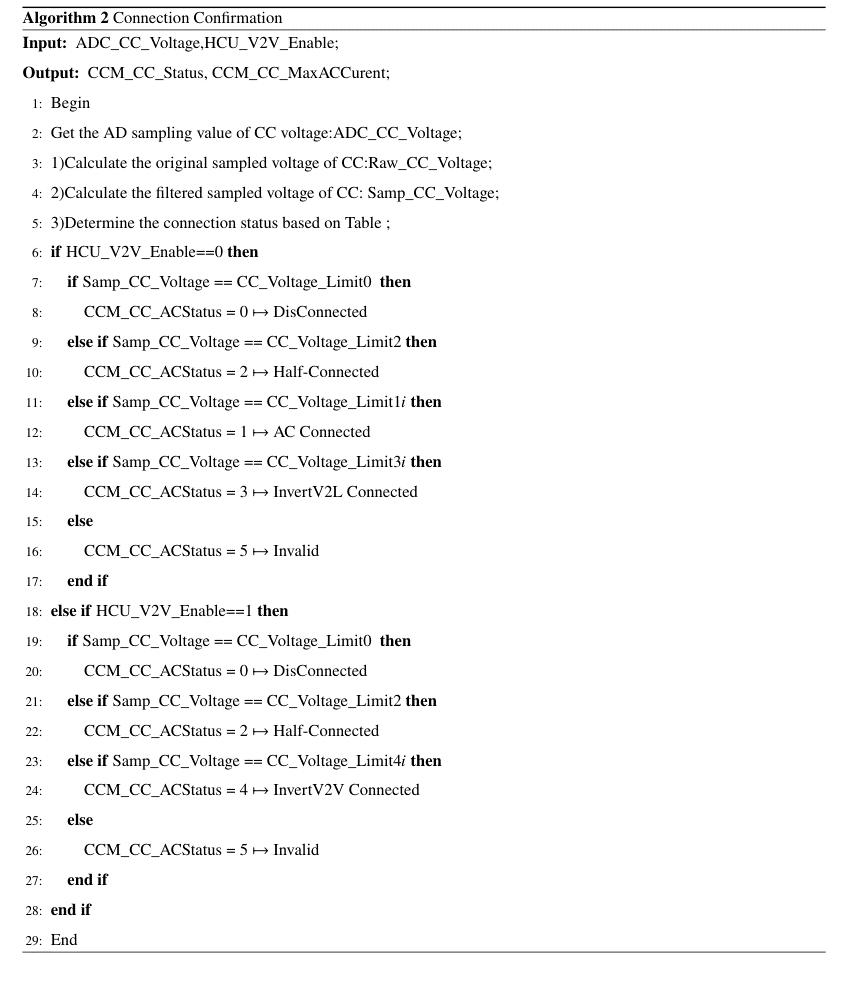 Algorithm 2 Connection Confirmation
Input: ADC_CC_Voltage,HCU_V2V_Enable;
Output: CCM_CC_Status, CCM_CC_MaxACCurent;
1: Begin
2: Get the AD sampling value of CC voltage:ADC_CC_Voltage;
3: 1)Calculate the original sampled voltage of CC:Raw_CC_Voltage;
4: 2)Calculate the filtered sampled voltage of CC: Samp_CC_Voltage;
5: 3)Determine the connection status based on Table ;
6: if HCU_V2V_Enable==0 then
7: if Samp_CC_Voltage == CC_Voltage_Limit0 then
8: CCM_CC_ACStatus = 0 ↦ DisConnected
9: else if Samp_CC_Voltage == CC_Voltage_Limit2 then
10: CCM_CC_ACStatus = 2 ↦ Half-Connected
11: else if Samp_CC_Voltage == CC_Voltage_Limit1i then
12: CCM_CC_ACStatus = 1 ↦ AC Connected
13: else if Samp_CC_Voltage == CC_Voltage_Limit3i then
14: CCM_CC_ACStatus = 3 ↦ InvertV2L Connected
15: else
16: CCM_CC_ACStatus = 5 ↦ Invalid
17: end if
18: else if HCU_V2V_Enable==1 then
19: if Samp_CC_Voltage == CC_Voltage_Limit0 then
20: CCM_CC_ACStatus = 0 ↦ DisConnected
21: else if Samp_CC_Voltage == CC_Voltage_Limit2 then
22: CCM_CC_ACStatus = 2 ↦ Half-Connected
23: else if Samp_CC_Voltage == CC_Voltage_Limit4i then
24: CCM_CC_ACStatus = 4 ↦ InvertV2V Connected
25: else
26: CCM_CC_ACStatus = 5 ↦ Invalid
27: end if
28: end if
29: End